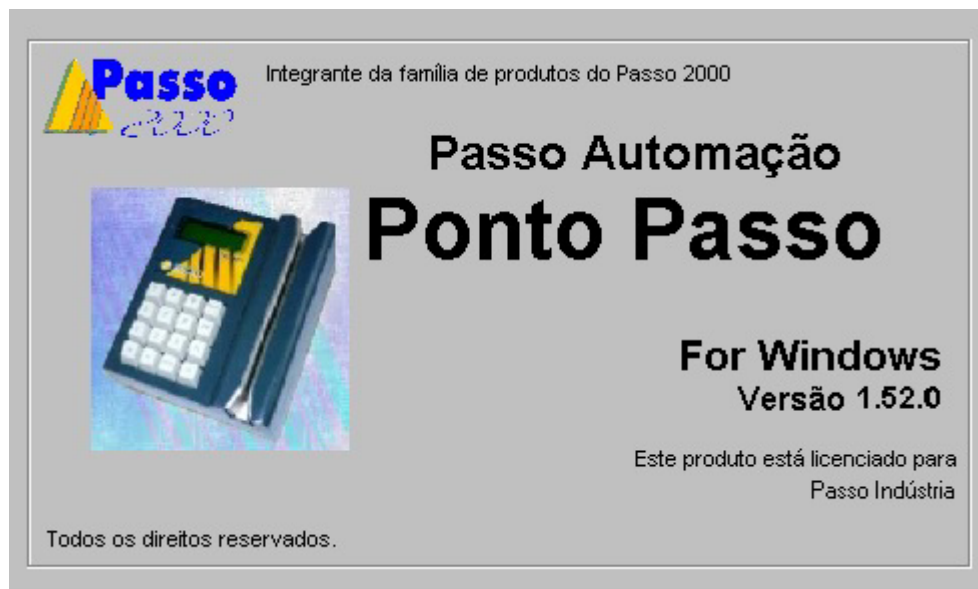 Passo
2000
Integrante da família de produtos do Passo 2000
Passo Automação
Ponto Passo
For Windows
Versão 1.52.0
Este produto está licenciado para
Passo Indústria
Todos os direitos reservados.